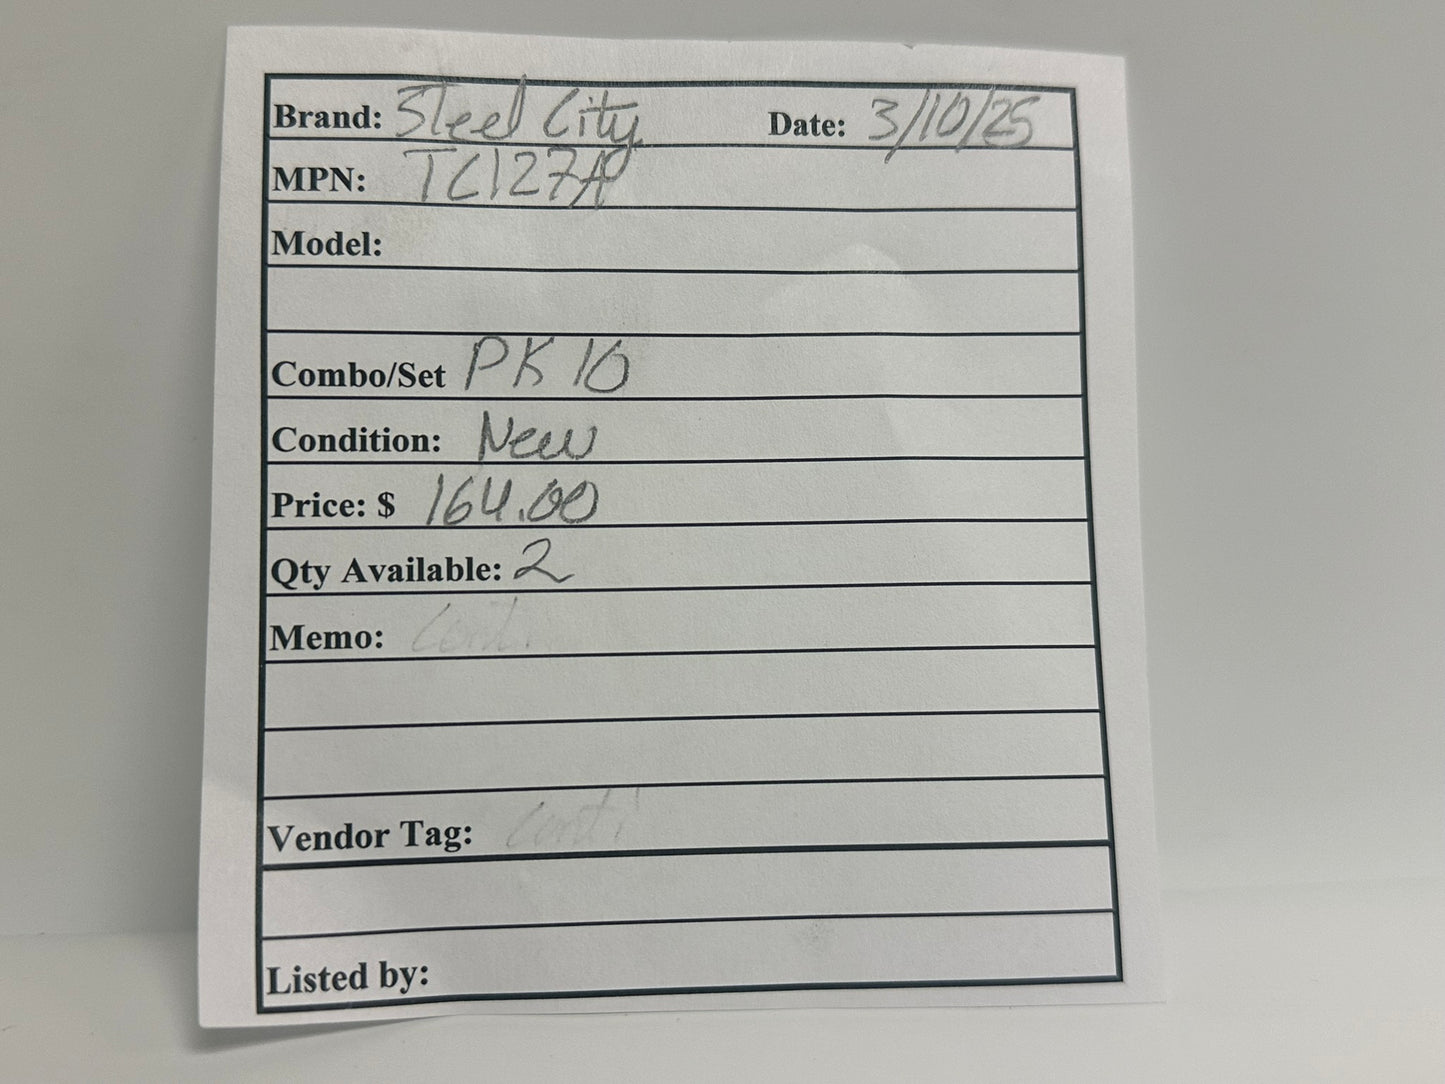 Brand: Steel City Date: 3/10/25
MPN: TC127A
Model:
Combo/Set PK 10
Condition: New
Price: $ 164.00
Qty Available: 2
Memo:
Vendor Tag:
Listed by: